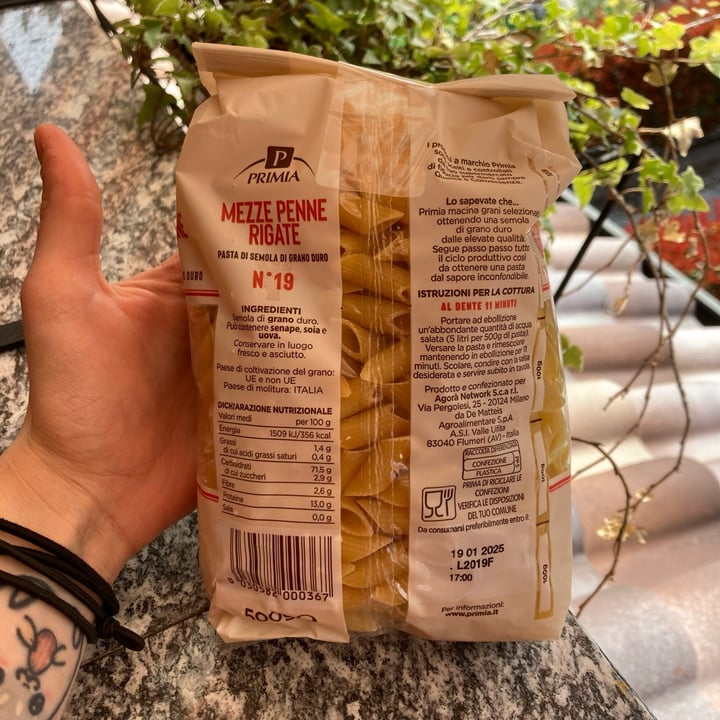 P
PRIMIA
MEZZE PENNE
RIGATE
PASTA DI SEMOLA DI GRANO DURO
N°19
INGREDIENTI
Semola di grano duro.
Può contenere senape, soia e
uova.
Conservare in luogo
fresco e asciutto.
Paese di coltivazione del grano:
UE e non UE
Paese di molitura: ITALIA
DICHIARAZIONE NUTRIZIONALE
Valori medi per 100 g
Energia 1509 kJ/356 kcal
Grassi 1,4 g
di cui acidi grassi saturi 0,4 g
Carboidrati 71,5 g
di cui zuccheri 2,9 g
Fibre 2,6 g
Proteine 13,0 g
Sale 0,0 g
000367
a marchio Primia
e controllati
Lo sapevate che...
Primia macina grani selezionati
ottenendo una semola
di grano duro
dalle elevate qualità.
Segue passo passo tutto
il ciclo produttivo così
da ottenere una pasta
dal sapore inconfondibile.
ISTRUZIONI PER LA COTTURA
AL DENTE 11 MINUTI
Portare ad ebollizione
un'abbondante quantità di acqua
salata (5 litri per 500g di pasta).
Versare la pasta e rimescolare
mantenendo in ebollizione per 11
minuti. Scolare, condire con la salsa
desiderata e servire subito in tavola.
Prodotto e confezionato per
Agorà Network S.c.a r.l.
Via Pergolesi, 25 - 20124 Milano
da De Matteis
Agroalimentare S.p.A
A.S.I. Valle Ufita
83040 Flumeri (AV) - Italia
RACCOLTA DIFFERENZIATA
CONFEZIONE
PLASTICA
PRIMA DI RICICLARE LE
CONFEZIONI
VERIFICA LE DISPOSIZIONI
DEL TUO COMUNE
Da consumarsi preferibilmente entro il:
19 01 2025
L2019F
17:00
Per informazioni:
www.primia.it
100g
100g
100g